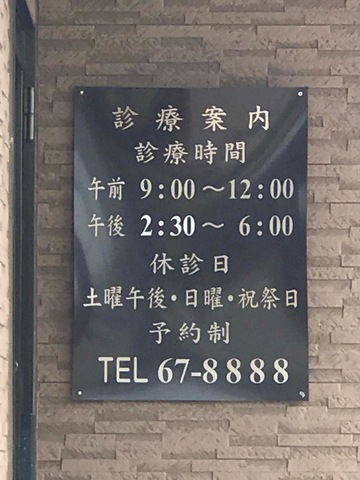 診療案内
診療時間
午前 9:00～12:00
午後 2:30～ 6:00
休診日
土曜午後・日曜・祝祭日
予約制
TEL 67-8888